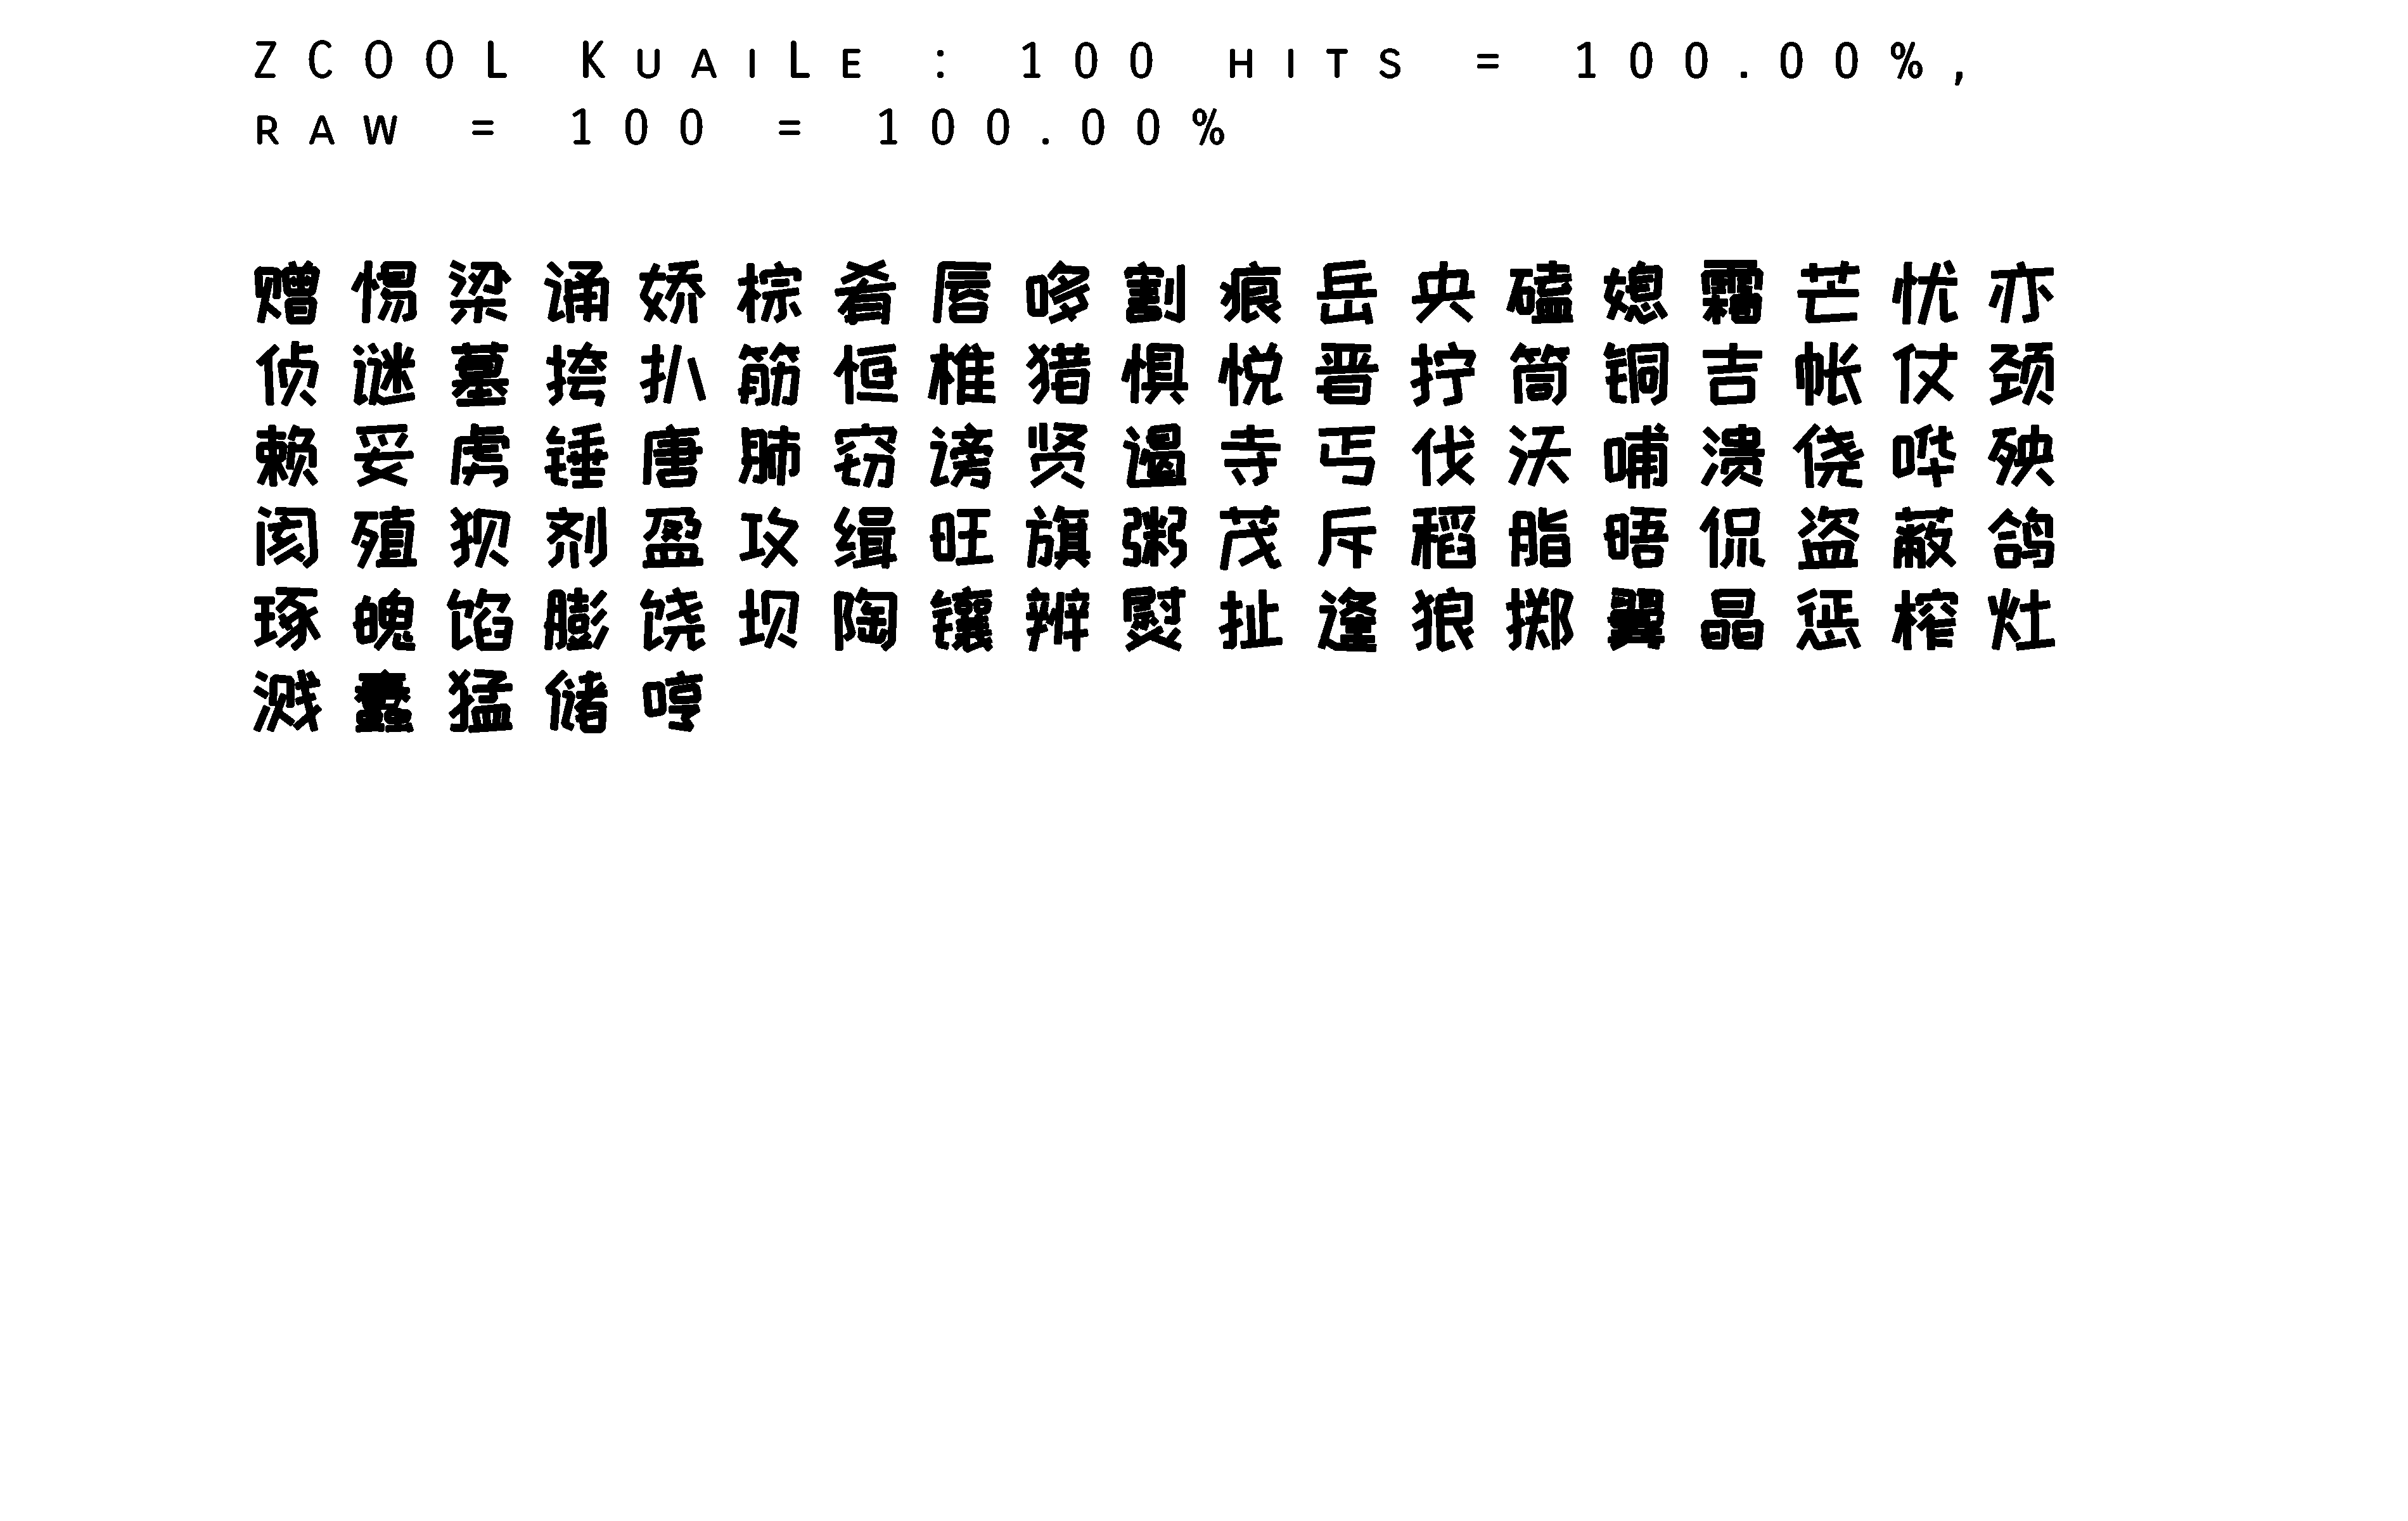 ZCOOL KuaiLe : 100 hits = 100.00%,
raw = 100 = 100.00%
赠惕梁诵娇棕肴唇哆割痕岳央磕媳霜芒忧亦
侦谜墓挎扒筋恒椎猎惧悦晋拧筒铜吉帐仗颈
赖妥虏锤唐肺窃谤贤遏寺丐伐沃哺溃侥哗殃
阂殖狈剂盈攻缉旺旗粥茂斥稻脂晤侃盗蔽鸽
琢魄馅膨饶坝陶镶辫熨扯逢狼掷翼晶惩榨灶
溅蠢猛储哼